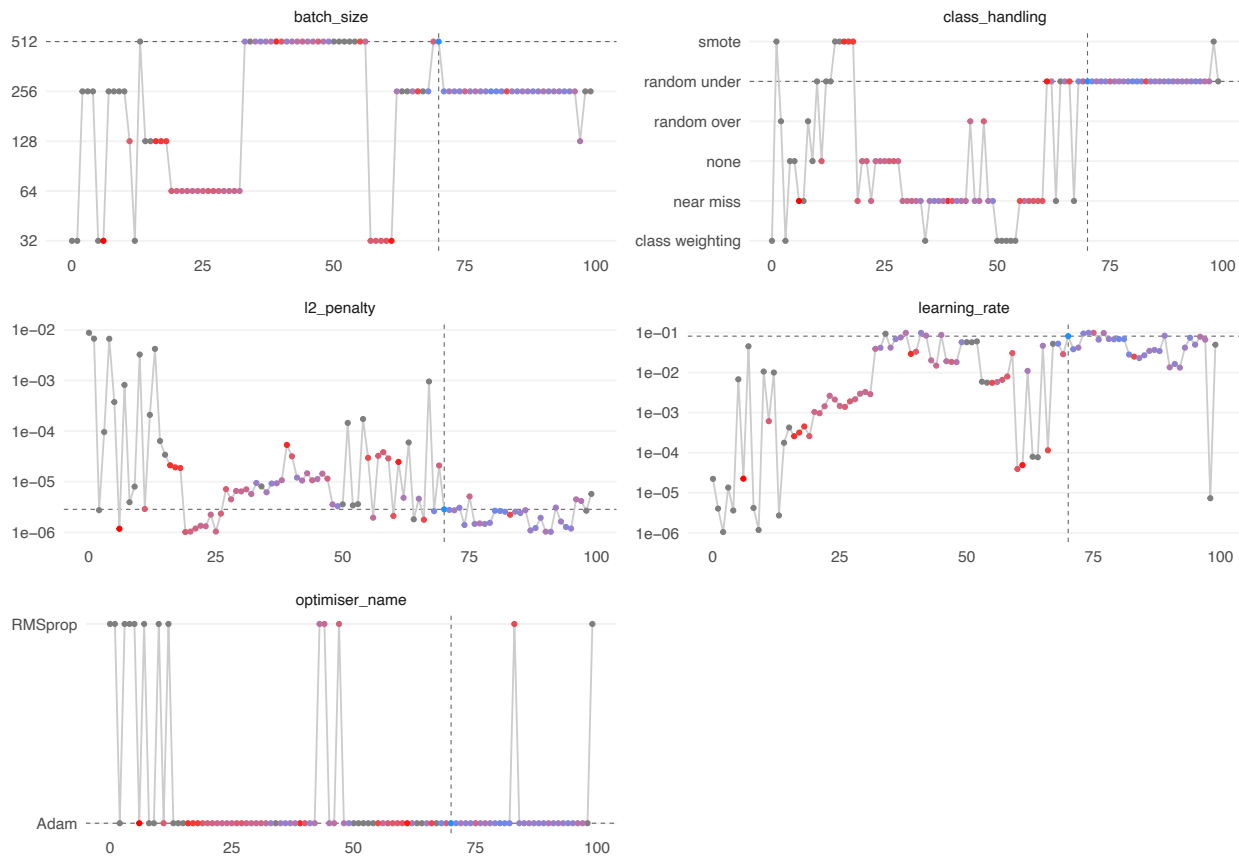 batch_size
512
256
128
64
32
0
25
50
75
100
class_handling
smote
random under
random over
none
near miss
class weighting
0
25
50
75
100
l2_penalty
1e−02
1e−03
1e−04
1e−05
1e−06
0
25
50
75
100
learning_rate
1e−01
1e−02
1e−03
1e−04
1e−05
1e−06
0
25
50
75
100
optimiser_name
RMSprop
Adam
0
25
50
75
100